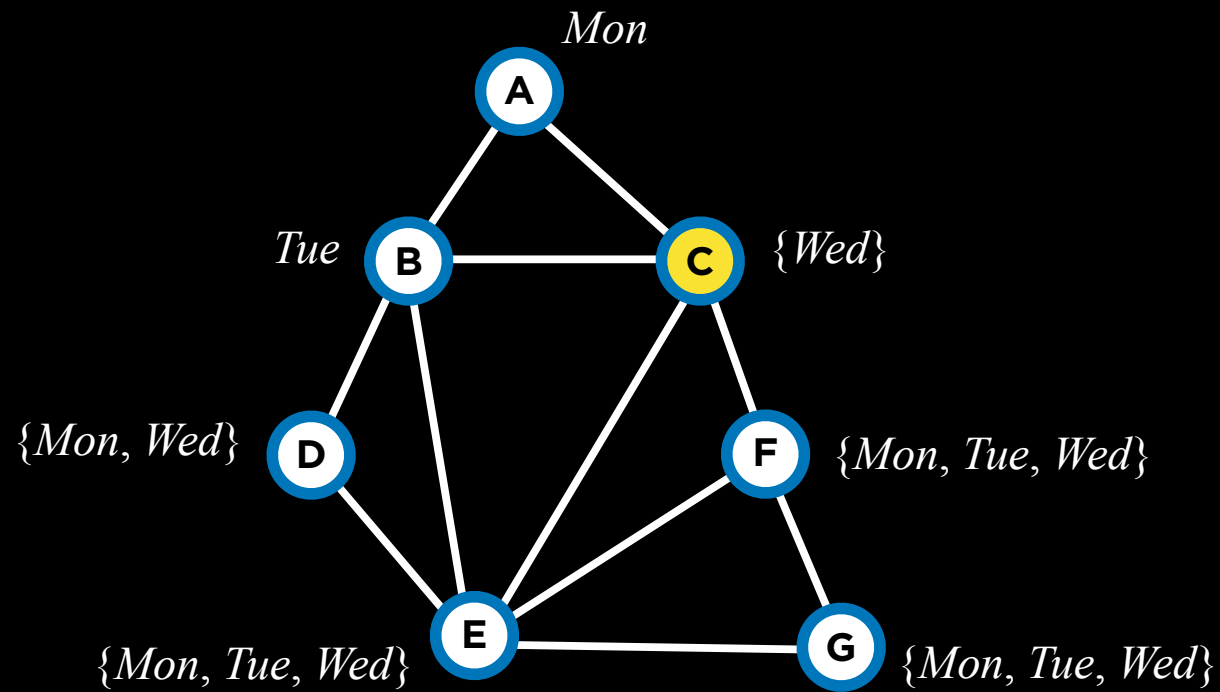 Mon
A
Tue
B
C
{Wed}
{Mon, Wed}
D
F
{Mon, Tue, Wed}
E
{Mon, Tue, Wed}
G
{Mon, Tue, Wed}